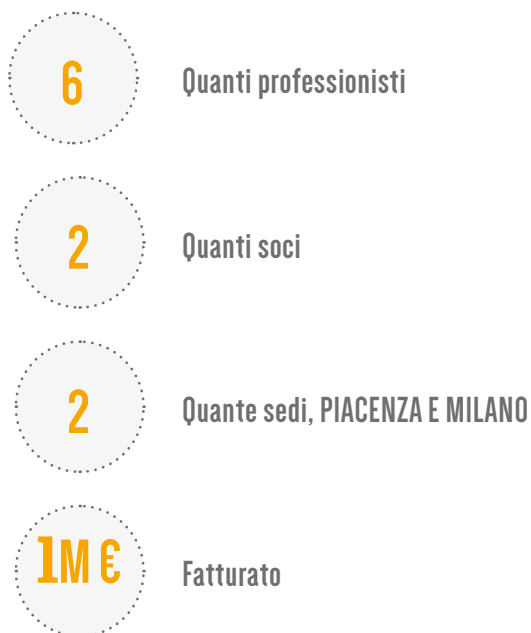 6 Quanti professionisti
2 Quanti soci
2 Quante sedi, PIACENZA E MILANO
1M € Fatturato